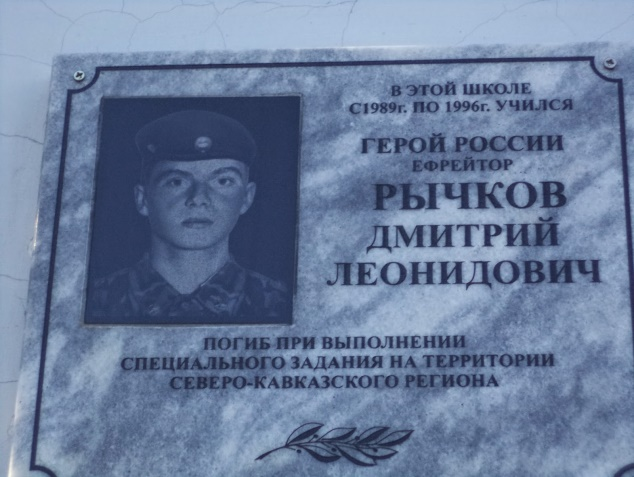 В ЭТОЙ ШКОЛЕ
С1989г. ПО 1996г. УЧИЛСЯ
ГЕРОЙ РОССИИ
ЕФРЕЙТОР
РЫЧКОВ
ДМИТРИЙ
ЛЕОНИДОВИЧ
ПОГИБ ПРИ ВЫПОЛНЕНИИ
СПЕЦИАЛЬНОГО ЗАДАНИЯ НА ТЕРРИТОРИИ
СЕВЕРО-КАВКАЗСКОГО РЕГИОНА